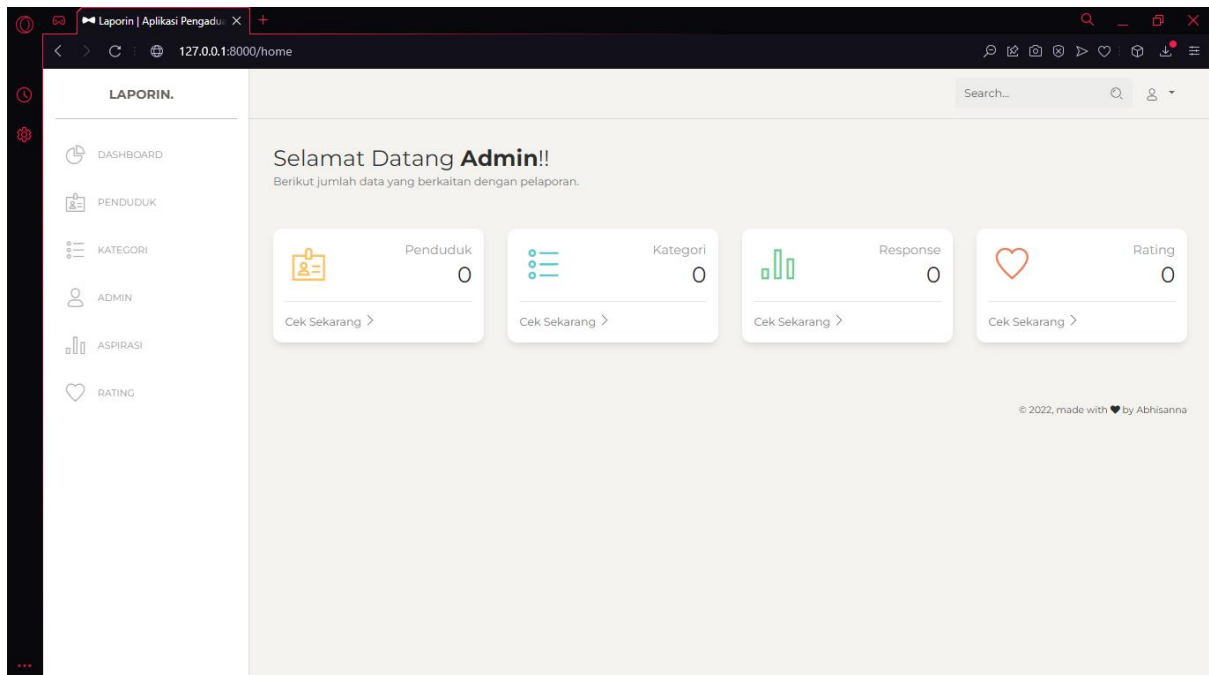 Laporin | Aplikasi Pengadua
127.0.0.1:8000/home
LAPORIN.
Search...
DASHBOARD
PENDUDUK
KATEGORI
ADMIN
ASPIRASI
RATING
Selamat Datang Admin!!
Berikut jumlah data yang berkaitan dengan pelaporan.
Penduduk
0
Cek Sekarang
Kategori
0
Cek Sekarang
Response
0
Cek Sekarang
Rating
0
Cek Sekarang
© 2022, made with ♥ by Abhisanna